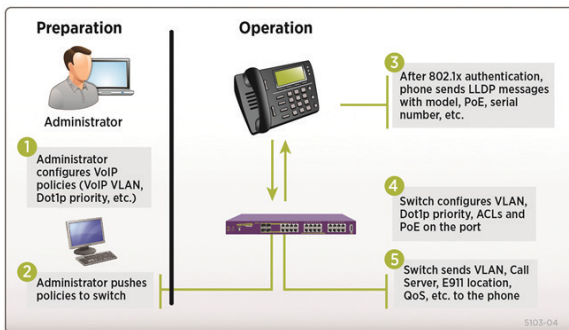 Preparation
Administrator
1
Administrator
configures VoIP
policies (VoIP VLAN,
Dot1p priority, etc.)
2
Administrator pushes
policies to switch
Operation
3
After 802.1x authentication,
phone sends LLDP messages
with model, PoE, serial
number, etc.
4
Switch configures VLAN,
Dot1p priority, ACLs and
PoE on the port
5
Switch sends VLAN, Call
Server, E911 location,
QoS, etc. to the phone
5103-04